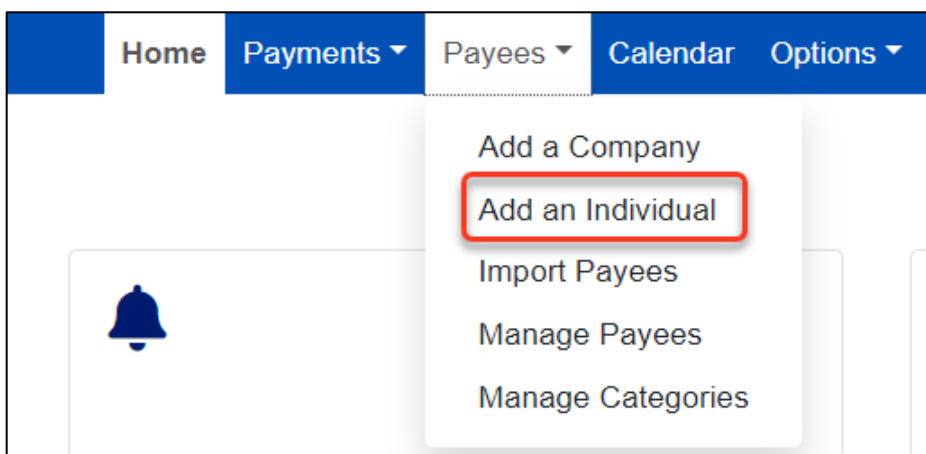 Home Payments Payees Calendar Options
Add a Company
Add an Individual
Import Payees
Manage Payees
Manage Categories